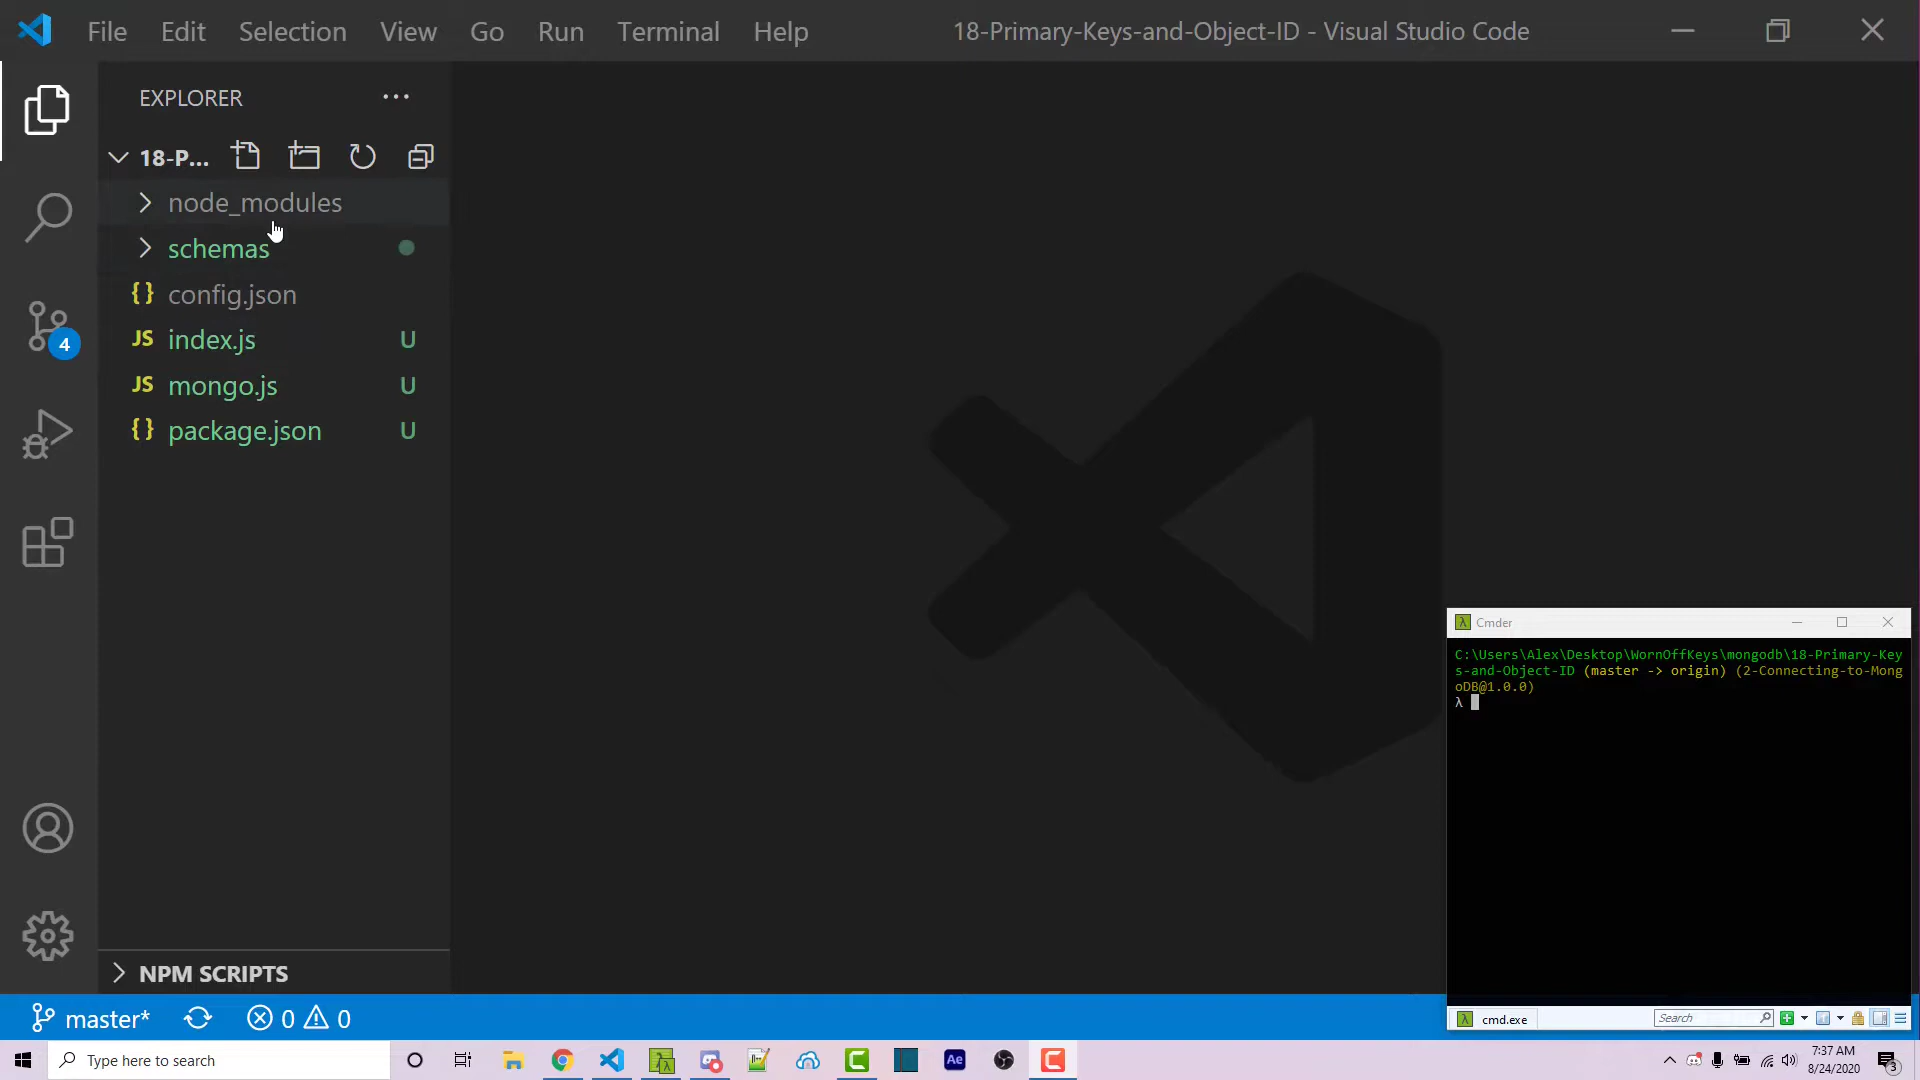 File Edit Selection View Go Run Terminal Help 18-Primary-Keys-and-Object-ID - Visual Studio Code
EXPLORER
18-P...
node_modules
schemas
{} config.json
JS index.js U
JS mongo.js U
{} package.json U
4
NPM SCRIPTS
master* 0 0
Cmder
C:\Users\Alex\Desktop\WornOffKeys\mongodb\18-Primary-Key
s-and-Object-ID (master -> origin) (2-Connecting-to-Mong
oDB@1.0.0)
λ
cmd.exe Search
Type here to search
Ae
7:37 AM
8/24/2020
3